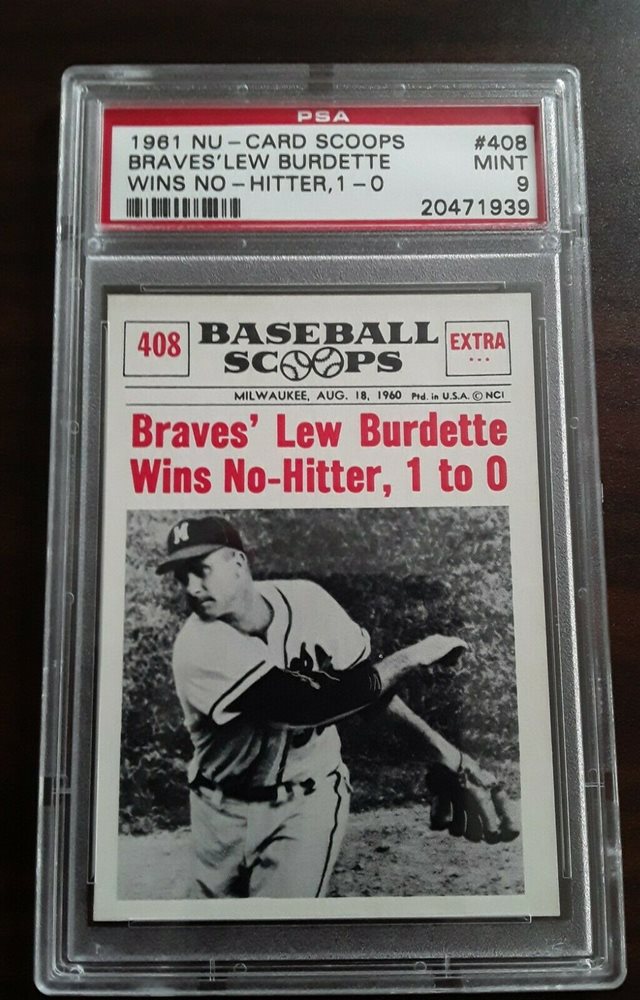 PSA
1961 NU-CARD SCOOPS #408
BRAVES' LEW BURDETTE MINT
WINS NO-HITTER, 1-0 9
20471939
408 BASEBALL SCOOPS EXTRA ...
MILWAUKEE, AUG. 18, 1960 Ptd. in U.S.A. © NCI
Braves' Lew Burdette
Wins No-Hitter, 1 to 0
M